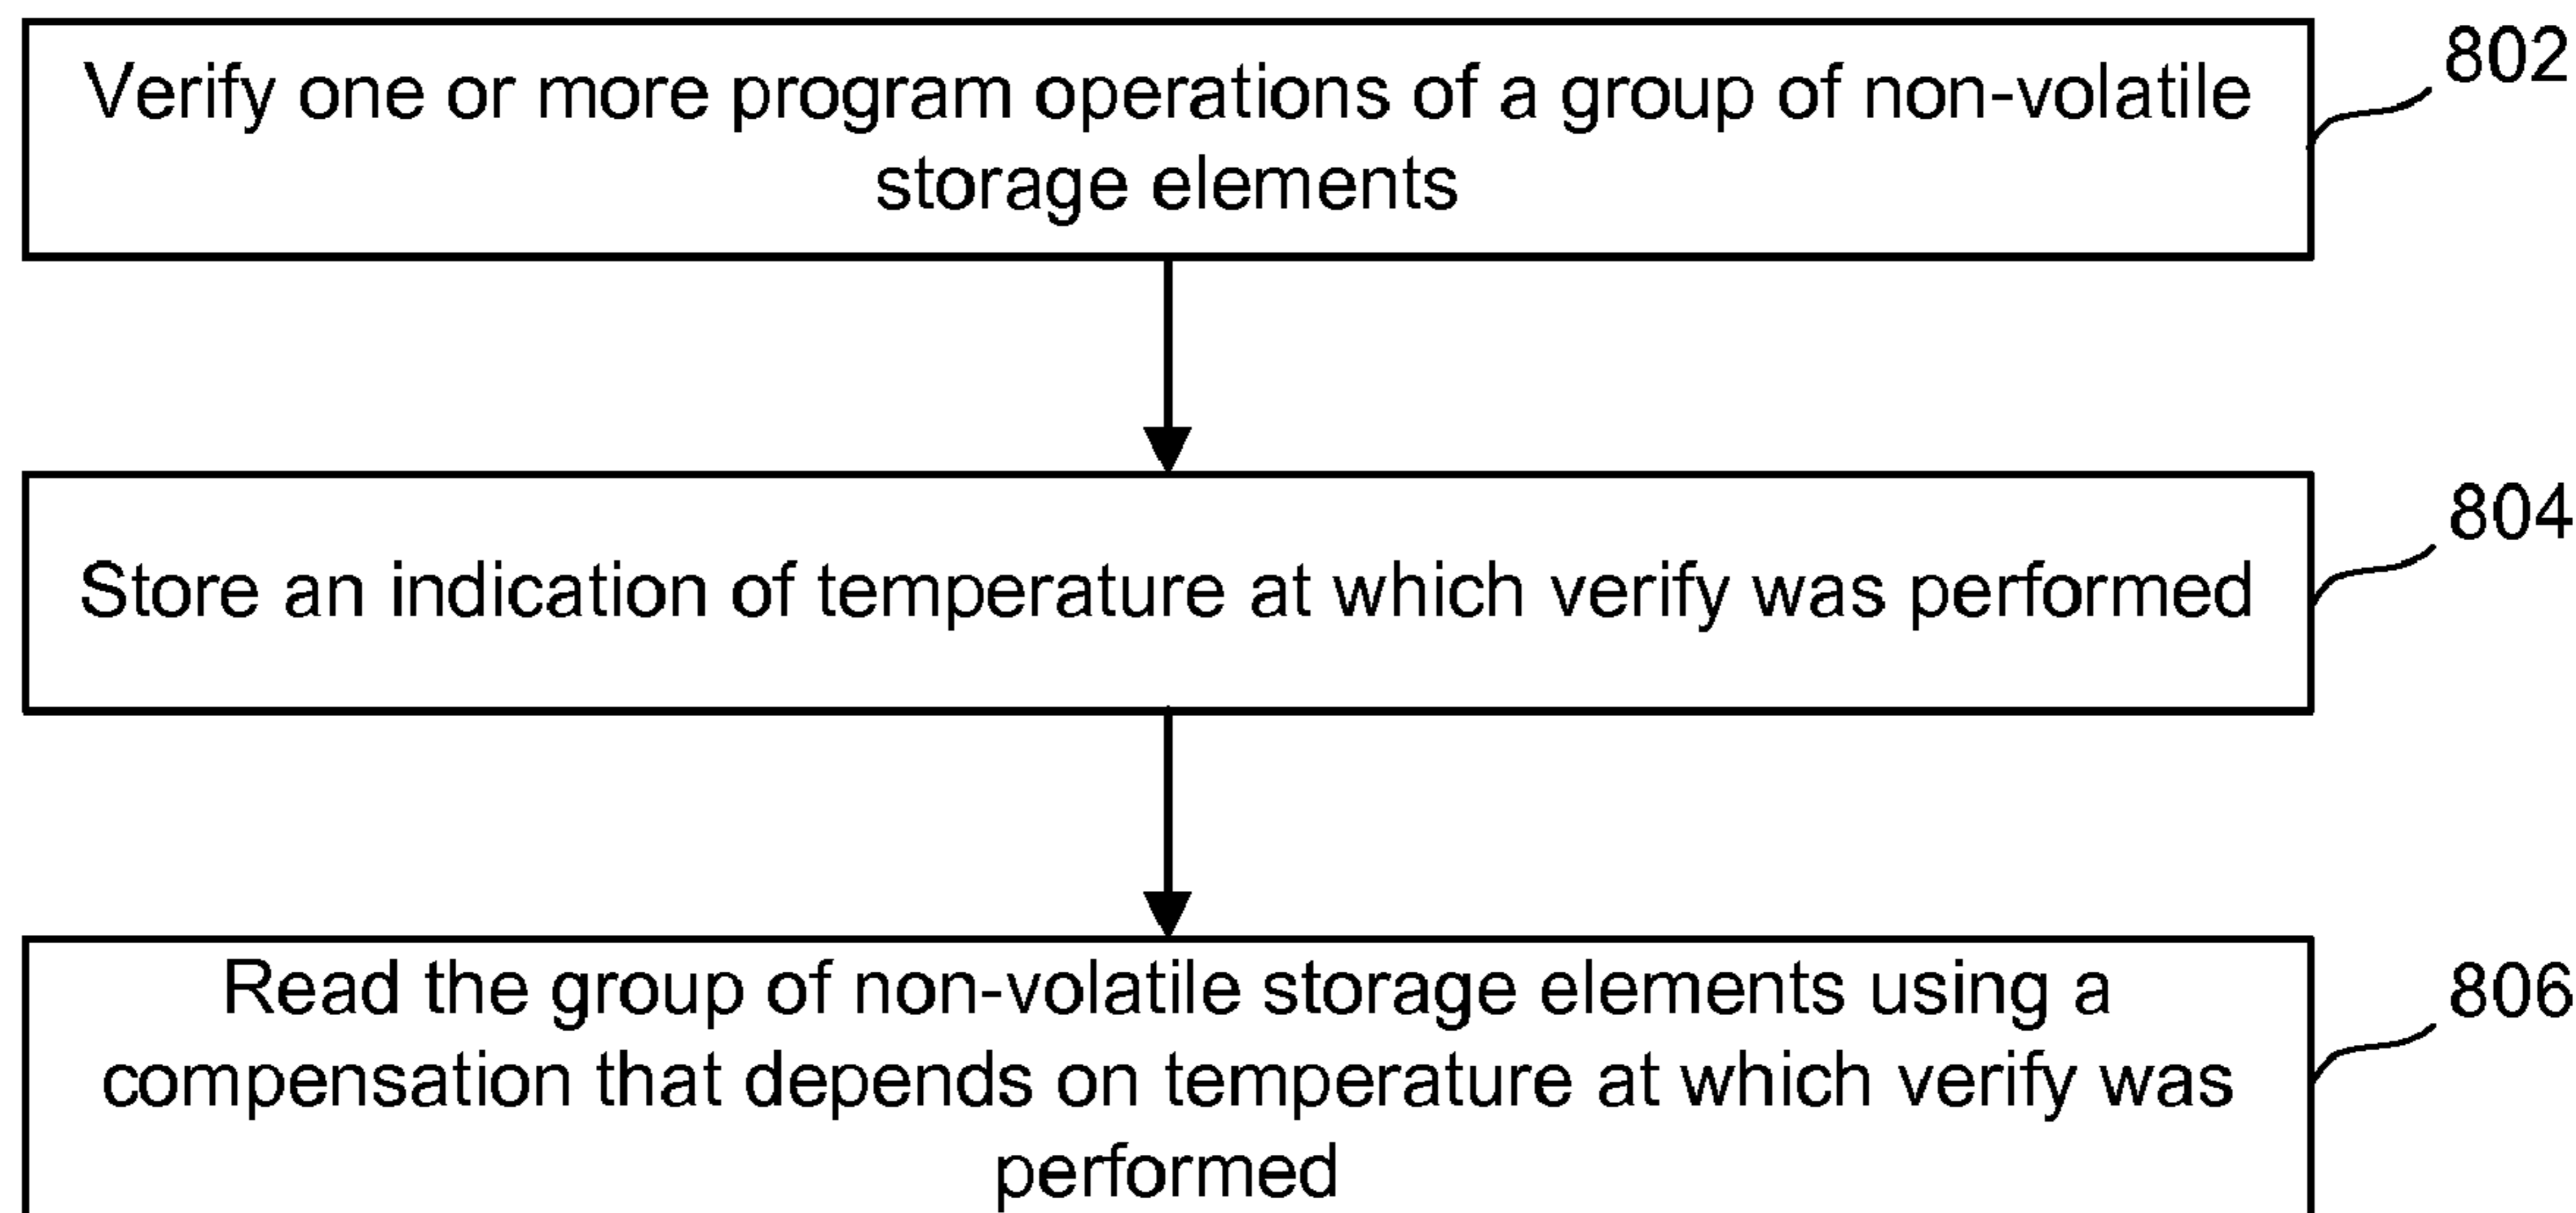 Verify one or more program operations of a group of non-volatile
storage elements
802
Store an indication of temperature at which verify was performed
804
Read the group of non-volatile storage elements using a
compensation that depends on temperature at which verify was
performed
806